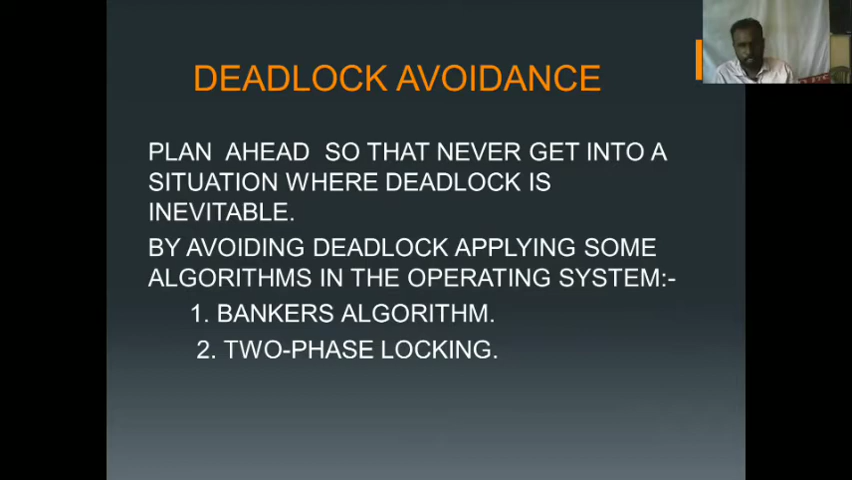 DEADLOCK AVOIDANCE
PLAN AHEAD SO THAT NEVER GET INTO A
SITUATION WHERE DEADLOCK IS
INEVITABLE.
BY AVOIDING DEADLOCK APPLYING SOME
ALGORITHMS IN THE OPERATING SYSTEM:-
1. BANKERS ALGORITHM.
2. TWO-PHASE LOCKING.